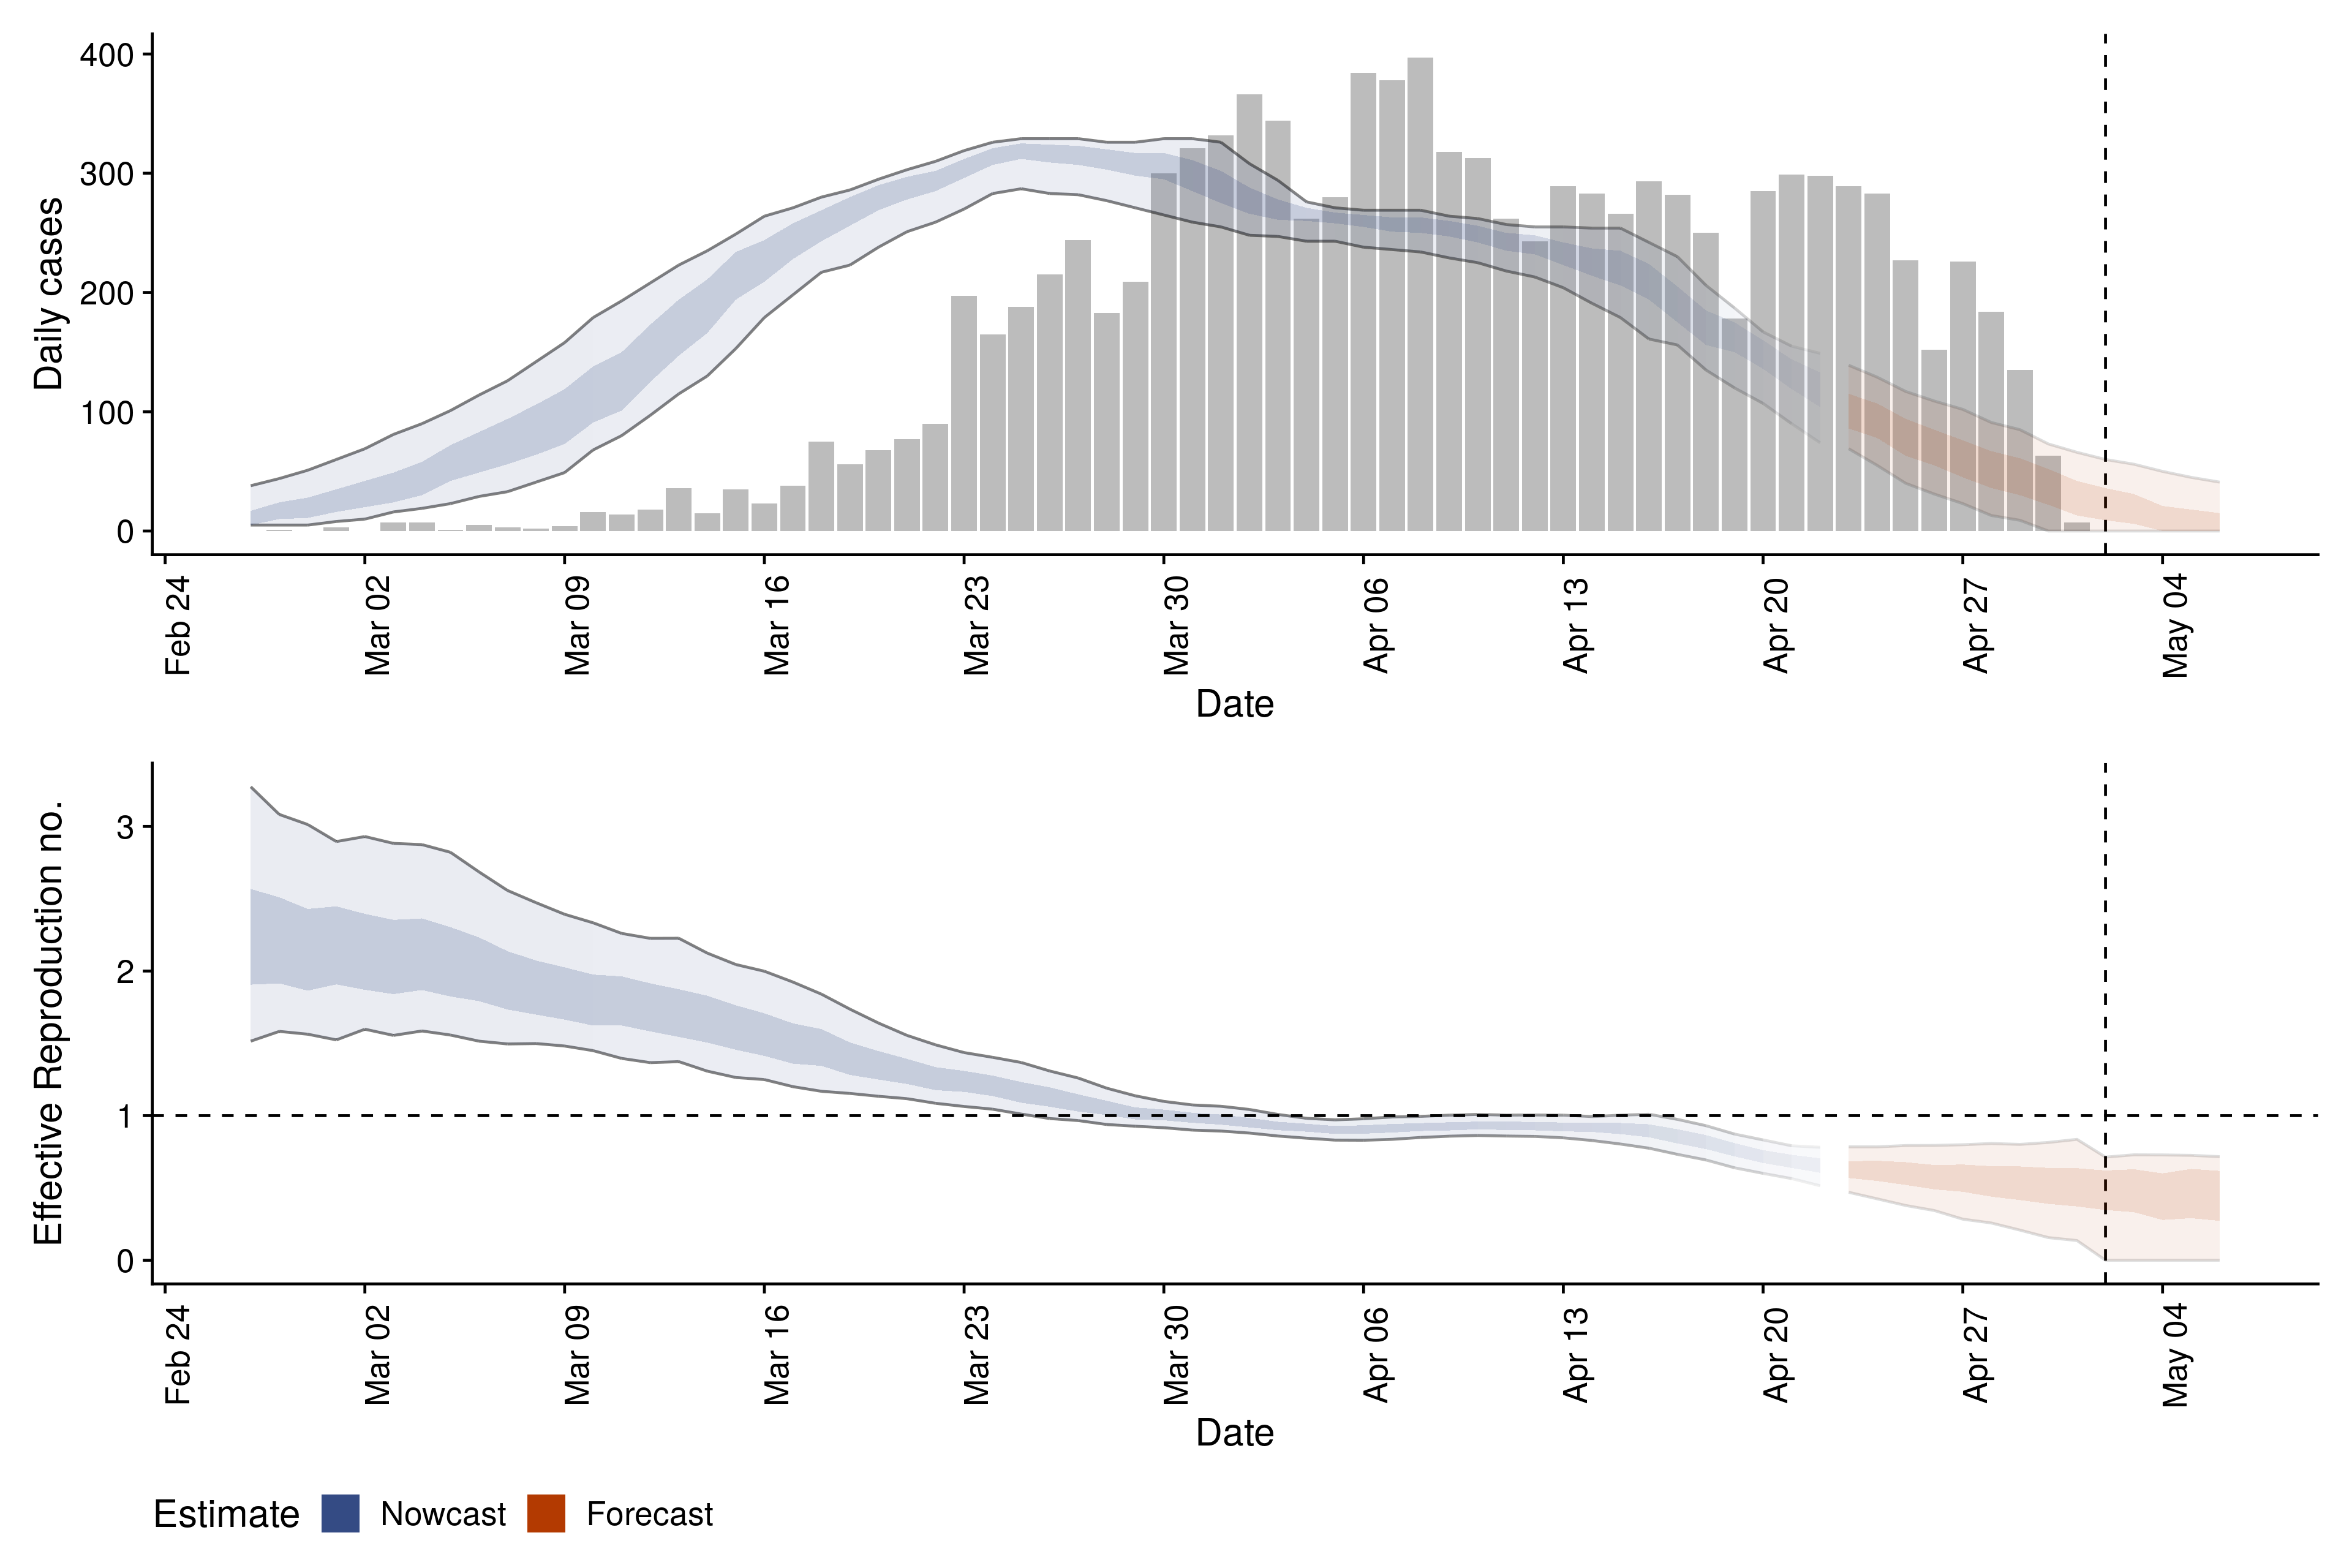 Daily cases
400
300
200
100
0
Feb 24
Mar 02
Mar 09
Mar 16
Mar 23
Mar 30
Apr 06
Apr 13
Apr 20
Apr 27
May 04
Date
Effective Reproduction no.
3
2
1
0
Feb 24
Mar 02
Mar 09
Mar 16
Mar 23
Mar 30
Apr 06
Apr 13
Apr 20
Apr 27
May 04
Date
Estimate Nowcast Forecast